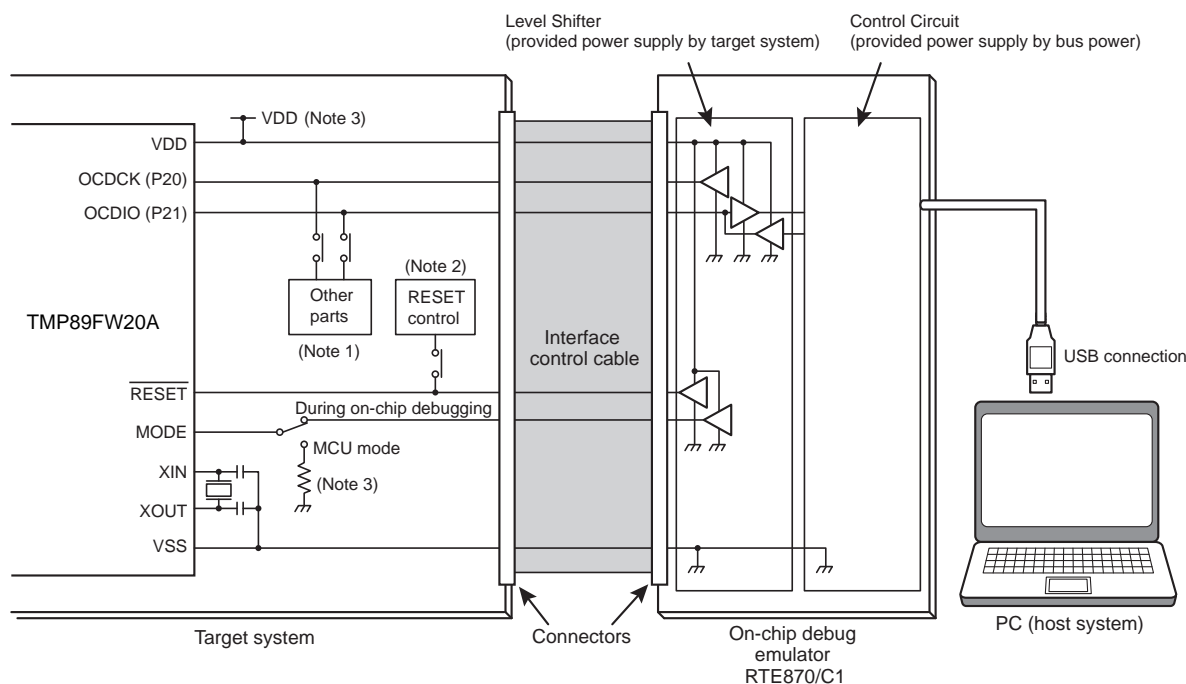 Level Shifter
(provided power supply by target system)
Control Circuit
(provided power supply by bus power)
VDD (Note 3)
VDD
OCDCK (P20)
OCDIO (P21)
(Note 2)
Other
parts
RESET
control
TMP89FW20A
(Note 1)
Interface
control cable
USB connection
RESET
During on-chip debugging
MODE
MCU mode
XIN
(Note 3)
XOUT
VSS
PC (host system)
Target system
Connectors
On-chip debug
emulator
RTE870/C1